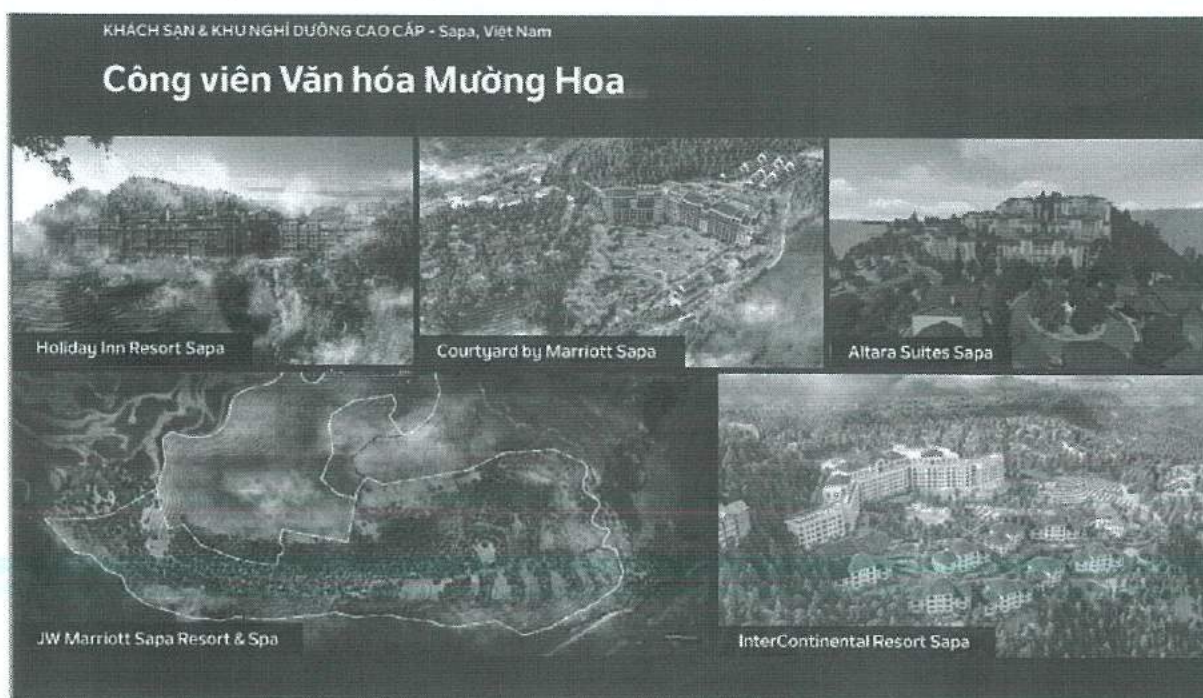 KHÁCH SẠN & KHU NGHỈ DƯỠNG CAO CẤP - Sapa, Việt Nam
Công viên Văn hóa Mường Hoa
Holiday Inn Resort Sapa
Courtyard by Marriott Sapa
Altara Suites Sapa
JW Marriott Sapa Resort & Spa
InterContinental Resort Sapa